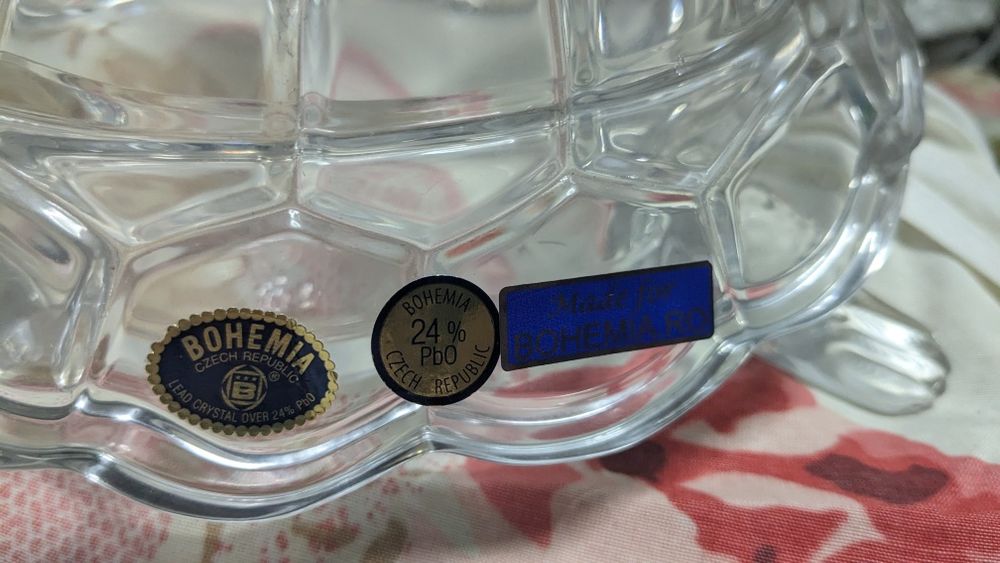 BOHEMIA
CZECH REPUBLIC
B
LEAD CRYSTAL OVER 24% PbO
BOHEMIA
24 %
PbO
CZECH REPUBLIC
Made for
BOHEMIA.RO